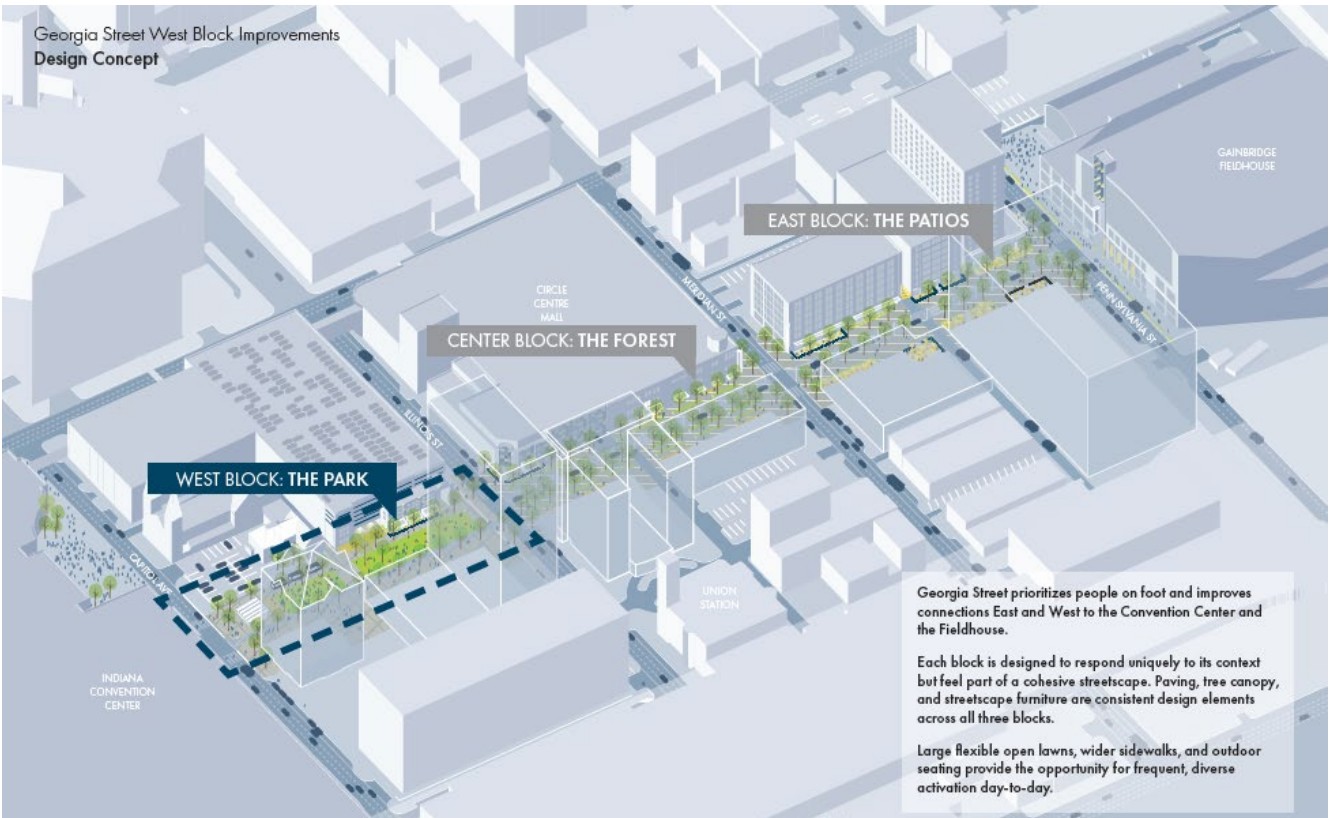 Georgia Street West Block Improvements
Design Concept
GAINBRIDGE
FIELDHOUSE
EAST BLOCK: THE PATIOS
CIRCLE
CENTRE
MALL
MERIDIAN ST
PENNSYLVANIA ST
CENTER BLOCK: THE FOREST
ILLINOIS ST
WEST BLOCK: THE PARK
CAPITOL AVE
UNION
STATION
INDIANA
CONVENTION
CENTER
Georgia Street prioritizes people on foot and improves
connections East and West to the Convention Center and
the Fieldhouse.
Each block is designed to respond uniquely to its context
but feel part of a cohesive streetscape. Paving, tree canopy,
and streetscape furniture are consistent design elements
across all three blocks.
Large flexible open lawns, wider sidewalks, and outdoor
seating provide the opportunity for frequent, diverse
activation day-to-day.